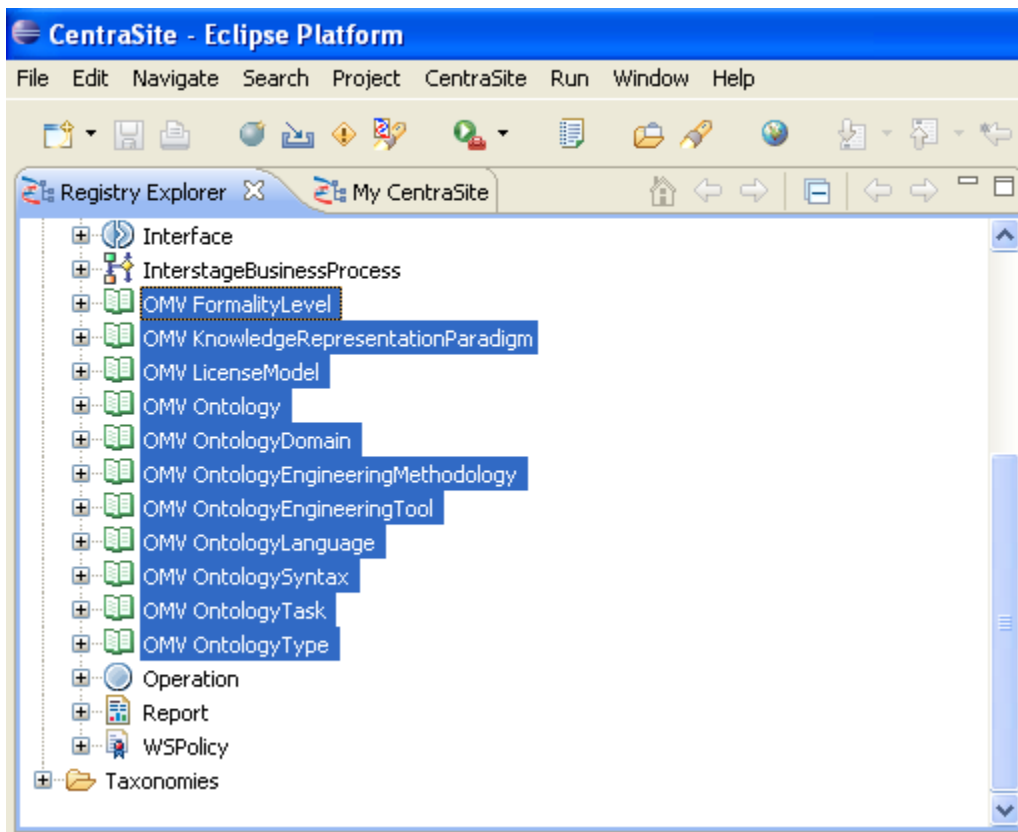 CentraSite - Eclipse Platform
File Edit Navigate Search Project CentraSite Run Window Help
Registry Explorer My CentraSite
Interface
InterstageBusinessProcess
OMV FormalityLevel
OMV KnowledgeRepresentationParadigm
OMV LicenseModel
OMV Ontology
OMV OntologyDomain
OMV OntologyEngineeringMethodology
OMV OntologyEngineeringTool
OMV OntologyLanguage
OMV OntologySyntax
OMV OntologyTask
OMV OntologyType
Operation
Report
WSPolicy
Taxonomies